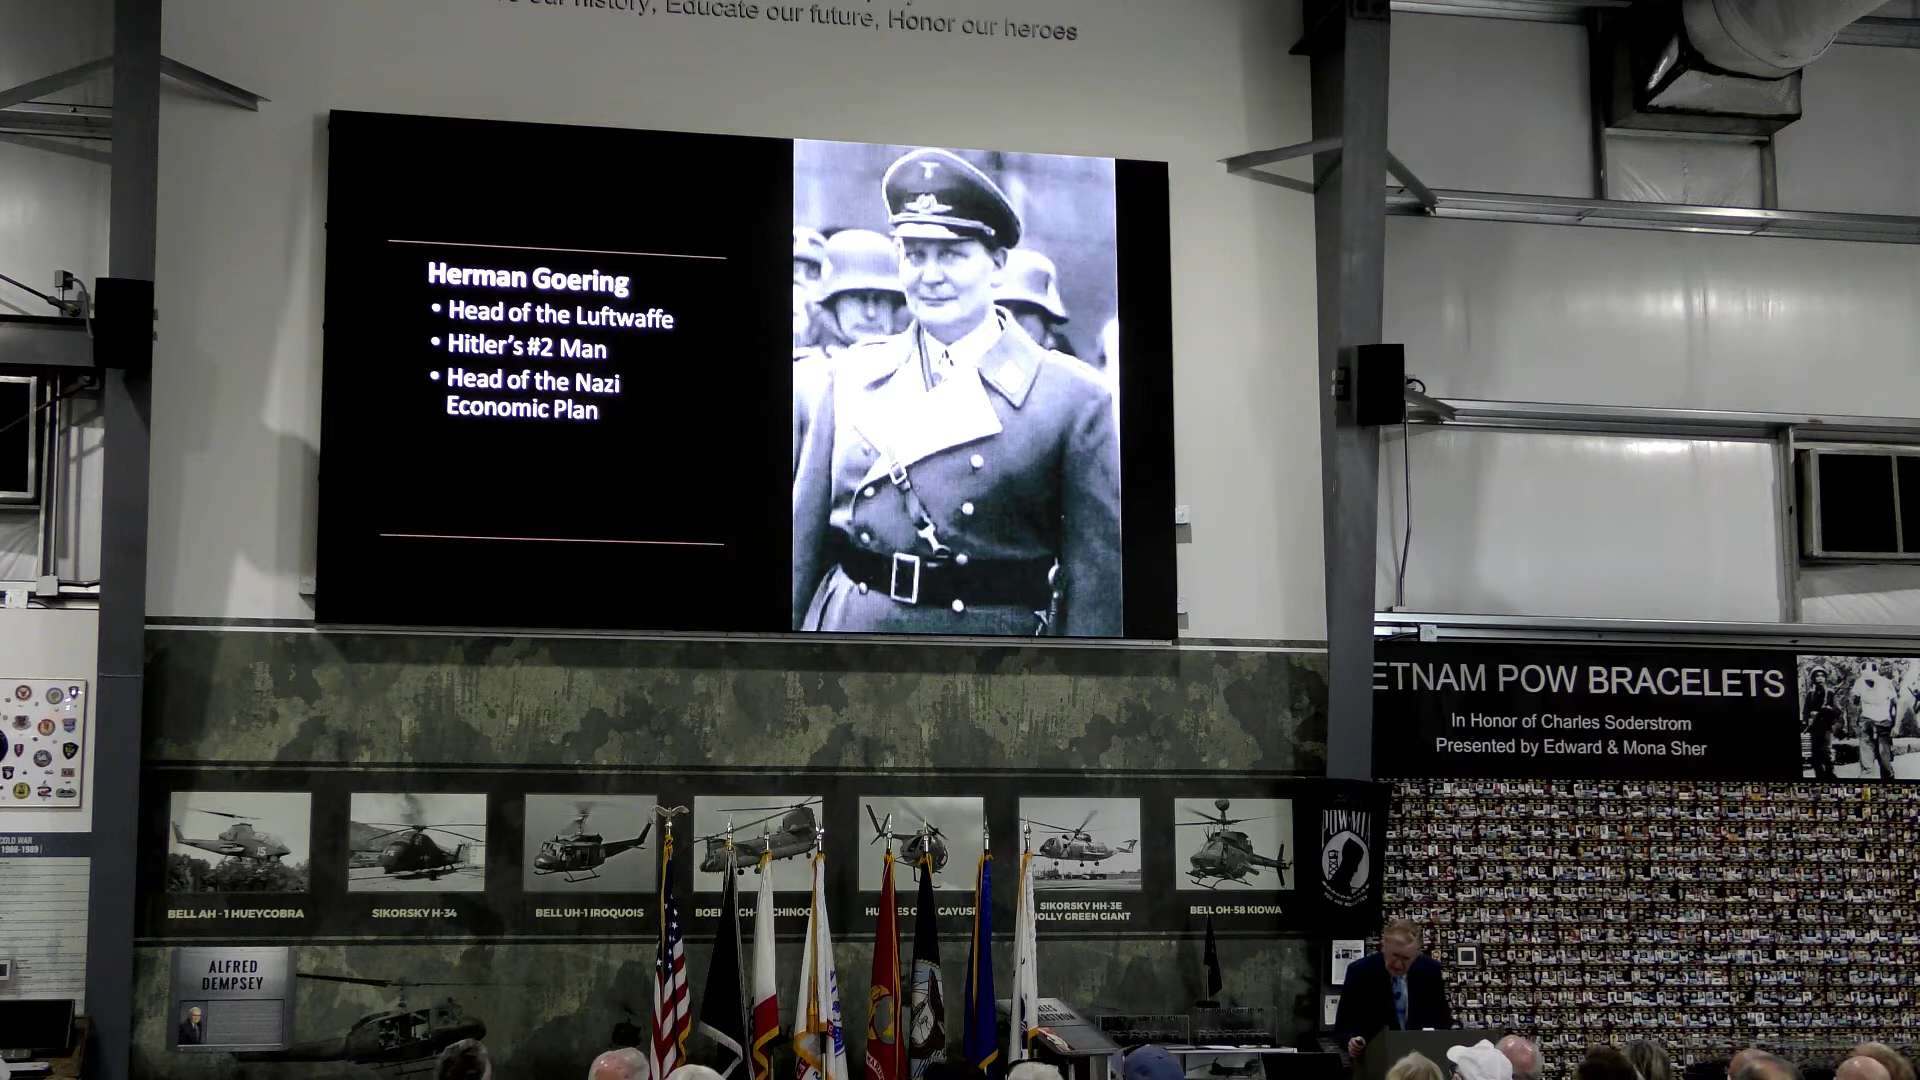 our history, Educate our future, Honor our heroes
Herman Goering
• Head of the Luftwaffe
• Hitler's #2 Man
• Head of the Nazi
Economic Plan
ETNAM POW BRACELETS
In Honor of Charles Soderstrom
Presented by Edward & Mona Sher
COLD WAR
BELL AH - 1 HUEYCOBRA
SIKORSKY H-34
BELL UH-1 IROQUOIS
SIKORSKY HH-3E
JOLLY GREEN GIANT
BELL OH-58 KIOWA
POW MIA
ALFRED
DEMPSEY